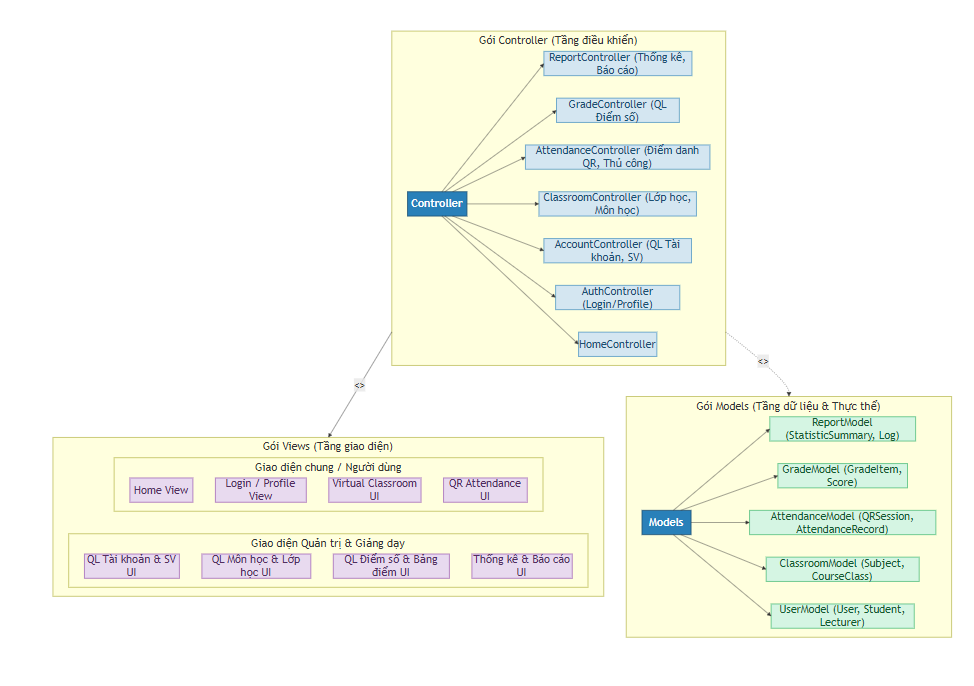 Gói Controller (Tầng điều khiển)
ReportController (Thống kê,
Báo cáo)
GradeController (QL
Điểm số)
AttendanceController (Điểm danh
QR, Thủ công)
Controller
ClassroomController (Lớp học,
Môn học)
AccountController (QL Tài
khoản, SV)
AuthController
(Login/Profile)
HomeController
<>
<>
Gói Views (Tầng giao diện)
Giao diện chung / Người dùng
Home View
Login / Profile
View
Virtual Classroom
UI
QR Attendance
UI
Giao diện Quản trị & Giảng dạy
QL Tài khoản & SV
UI
QL Môn học & Lớp
học UI
QL Điểm số & Bảng
điểm UI
Thống kê & Báo cáo
UI
Gói Models (Tầng dữ liệu & Thực thể)
ReportModel
(StatisticSummary, Log)
GradeModel (GradeItem,
Score)
Models
AttendanceModel (QRSession,
AttendanceRecord)
ClassroomModel (Subject,
CourseClass)
UserModel (User, Student,
Lecturer)